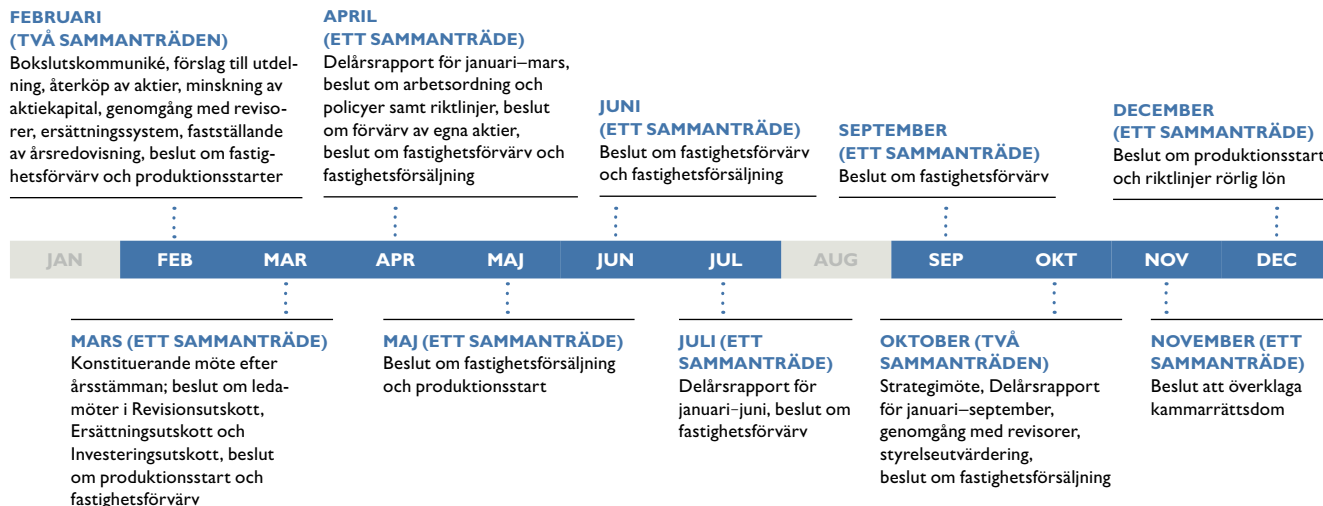 FEBRUARI
(TVÅ SAMMANTRÄDEN)
Bokslutskommuniké, förslag till utdel-
ning, återköp av aktier, minskning av
aktiekapital, genomgång med reviso-
rer, ersättningssystem, fastställande
av årsredovisning, beslut om fastig-
hetsförvärv och produktionsstarter
APRIL
(ETT SAMMANTRÄDE)
Delårsrapport för januari–mars,
beslut om arbetsordning och
policyer samt riktlinjer, beslut
om förvärv av egna aktier,
beslut om fastighetsförvärv och
fastighetsförsäljning
JUNI
(ETT SAMMANTRÄDE)
Beslut om fastighetsförvärv
och fastighetsförsäljning
SEPTEMBER
(ETT SAMMANTRÄDE)
Beslut om fastighetsförvärv
DECEMBER
(ETT SAMMANTRÄDE)
Beslut om produktionsstart
och riktlinjer rörlig lön
JAN FEB MAR APR MAJ JUN JUL AUG SEP OKT NOV DEC
MARS (ETT SAMMANTRÄDE)
Konstituerande möte efter
årsstämman; beslut om leda-
möter i Revisionsutskott,
Ersättningsutskott och
Investeringsutskott, beslut
om produktionsstart och
fastighetsförvärv
MAJ (ETT SAMMANTRÄDE)
Beslut om fastighetsförsäljning
och produktionsstart
JULI (ETT
SAMMANTRÄDE)
Delårsrapport för
januari–juni, beslut om
fastighetsförvärv
OKTOBER (TVÅ
SAMMANTRÄDEN)
Strategimöte, Delårsrapport
för januari–september,
genomgång med revisorer,
styrelseutvärdering,
beslut om fastighetsförsäljning
NOVEMBER (ETT
SAMMANTRÄDE)
Beslut att överklaga
kammarrättsdom